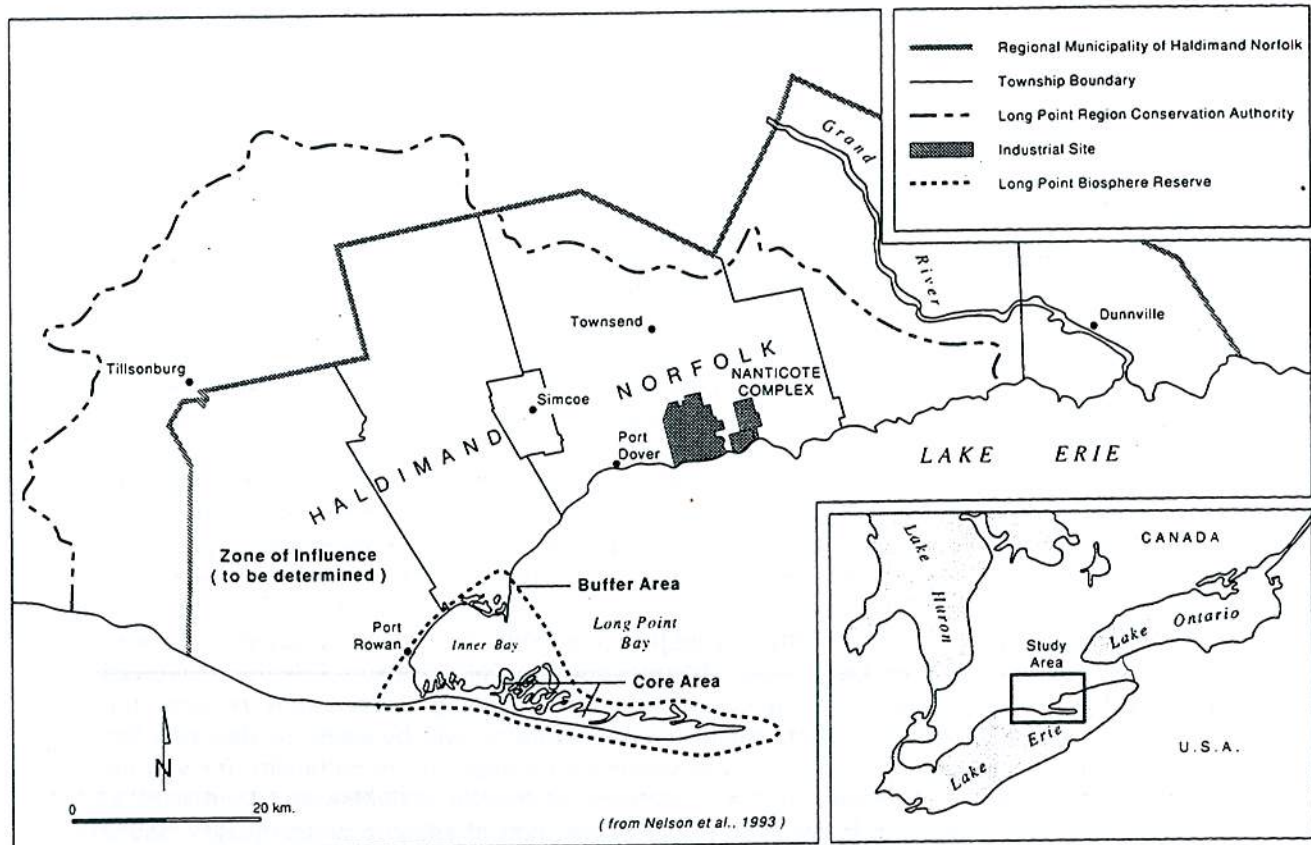 Regional Municipality of Haldimand Norfolk
Township Boundary
Long Point Region Conservation Authority
Industrial Site
Long Point Biosphere Reserve
Grand
River
Dunnville
Townsend
Tillsonburg
Simcoe
NORFOLK
NANTICOTE
COMPLEX
Port
Dover
HALDIMAND
LAKE ERIE
Zone of Influence
( to be determined )
Buffer Area
Port
Rowan
Inner Bay
Long Point
Bay
Core Area
N
0 20 km.
( from Nelson et al., 1993 )
CANADA
Lake
Huron
Lake Ontario
Study
Area
Lake Erie
U.S.A.